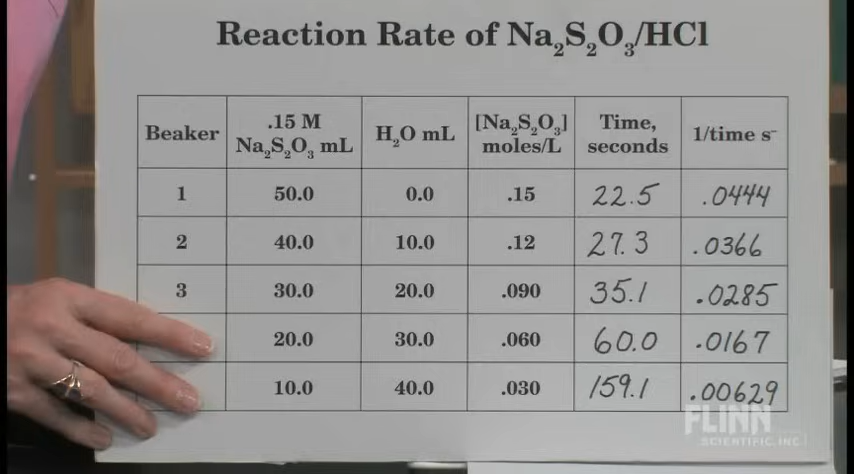 Reaction Rate of Na₂S₂O₃/HCl
Beaker .15 M Na₂S₂O₃ mL H₂O mL [Na₂S₂O₃] moles/L Time, seconds 1/time s⁻
1 50.0 0.0 .15 22.5 .0444
2 40.0 10.0 .12 27.3 .0366
3 30.0 20.0 .090 35.1 .0285
20.0 30.0 .060 60.0 .0167
10.0 40.0 .030 159.1 .00629
FLINN
SCIENTIFIC, INC.